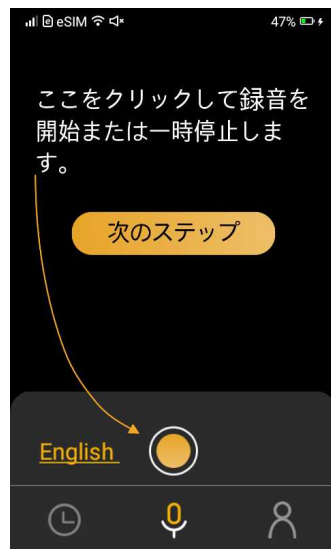 eSIM
47%
ここをクリックして録音を
開始または一時停止しま
す。
次のステップ
English